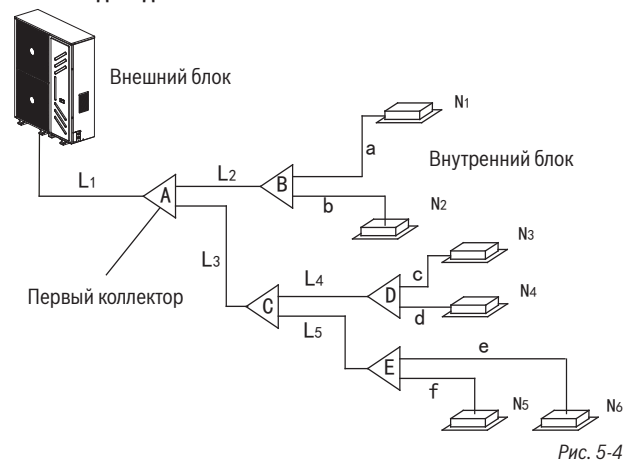 Внешний блок
N1
a
L1
L2
B
Внутренний блок
A
b
N2
L3
N3
c
Первый коллектор
L4
D
N4
C
d
L5
e
E
f
N5
N6
Рис. 5-4